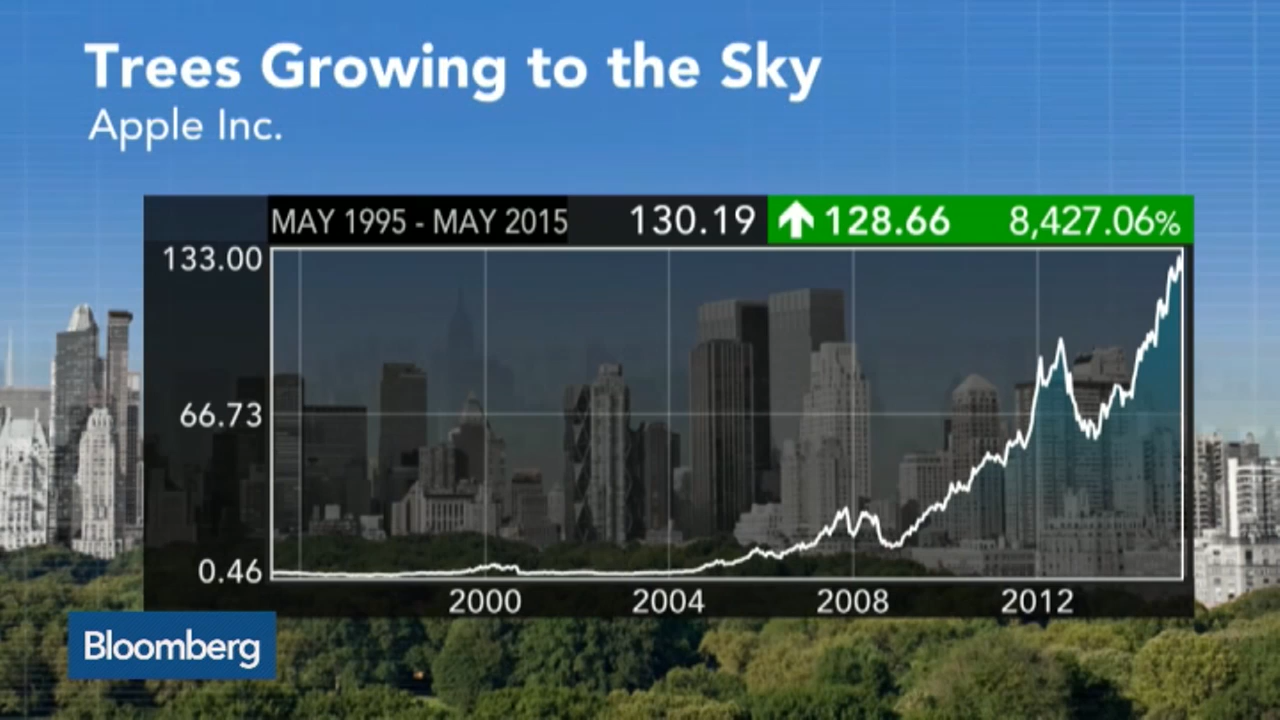 Trees Growing to the Sky
Apple Inc.
MAY 1995 - MAY 2015 130.19 ↑ 128.66 8,427.06%
133.00
66.73
0.46
2000 2004 2008 2012
Bloomberg